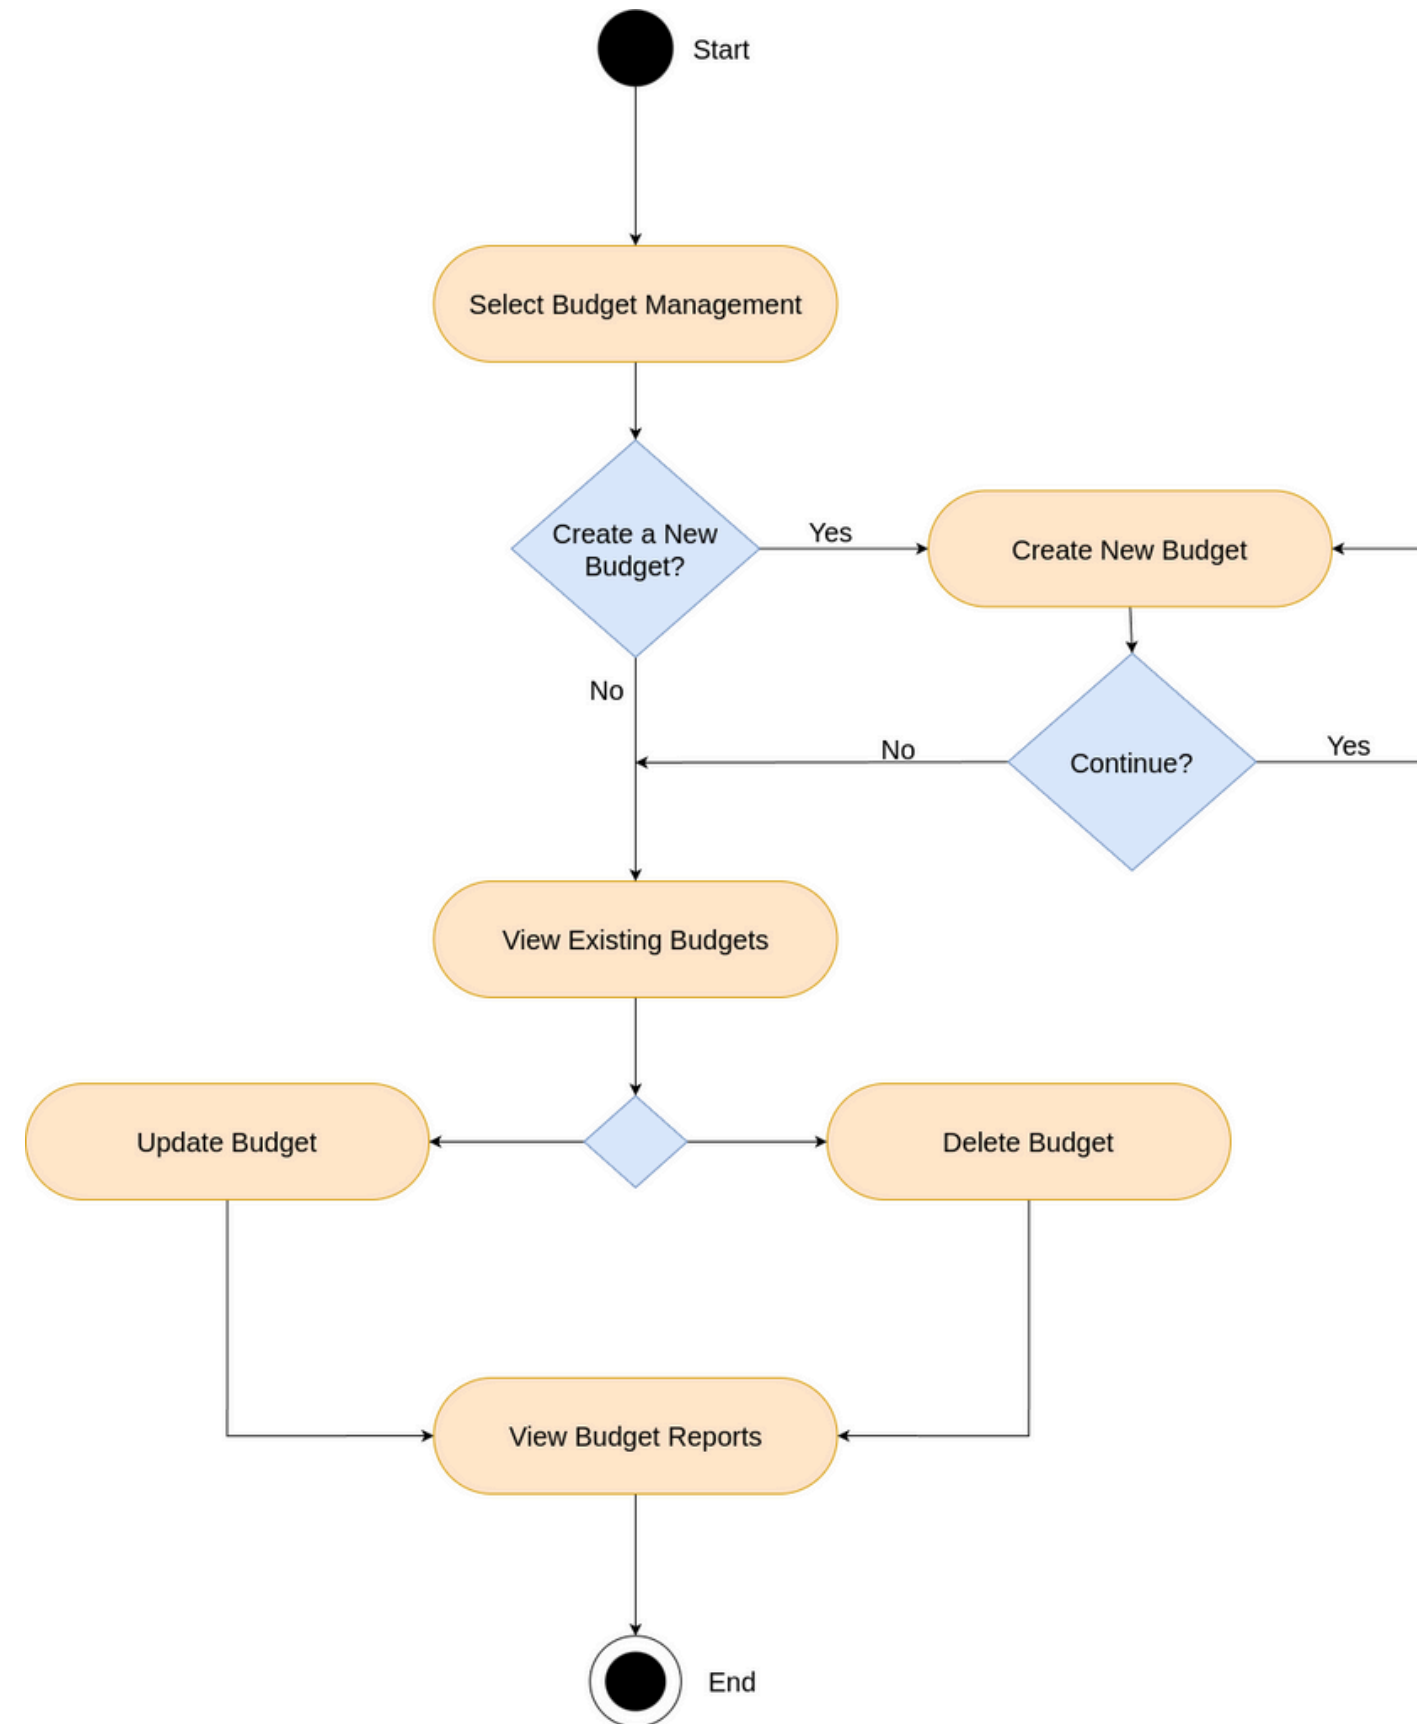 Start
Select Budget Management
Create a New
Budget?
Yes
Create New Budget
No
No
Continue?
Yes
View Existing Budgets
Update Budget
Delete Budget
View Budget Reports
End